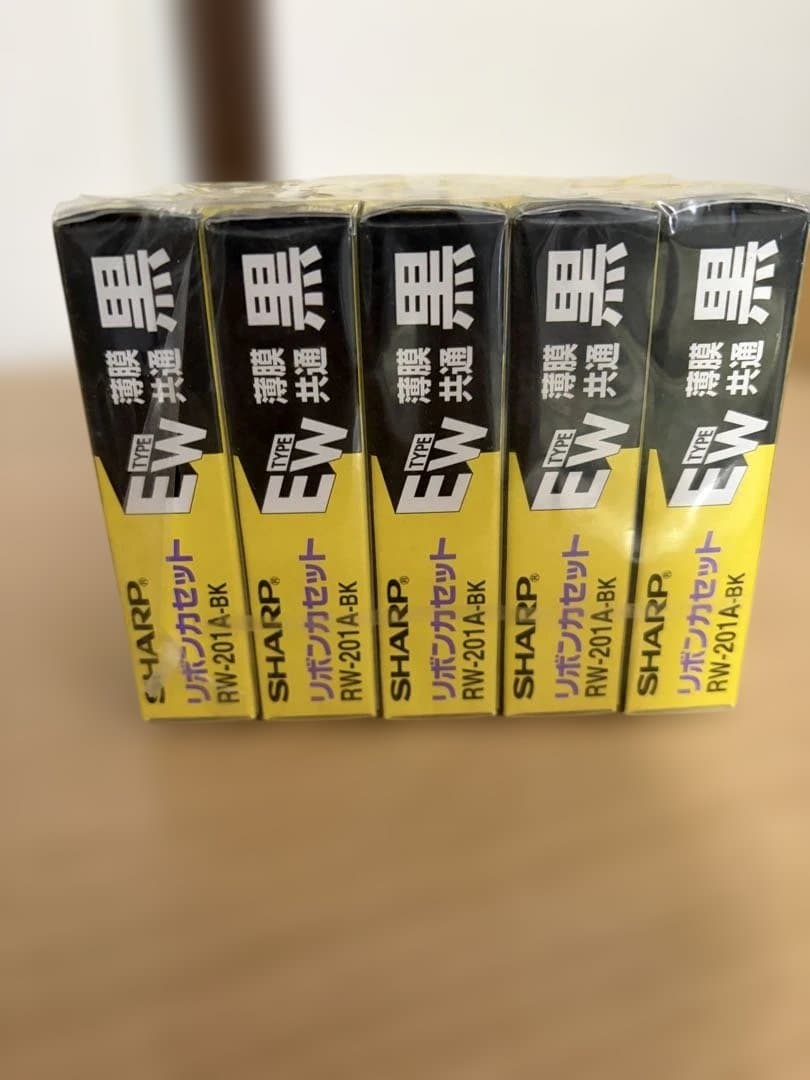 SHARP®
リボンカセット
RW-201A-BK
TYPE
EW
薄膜
共通
黒
SHARP®
リボンカセット
RW-201A-BK
TYPE
EW
薄膜
共通
黒
SHARP®
リボンカセット
RW-201A-BK
TYPE
EW
薄膜
共通
黒
SHARP®
リボンカセット
RW-201A-BK
TYPE
EW
薄膜
共通
黒
SHARP®
リボンカセット
RW-201A-BK
TYPE
EW
薄膜
共通
黒